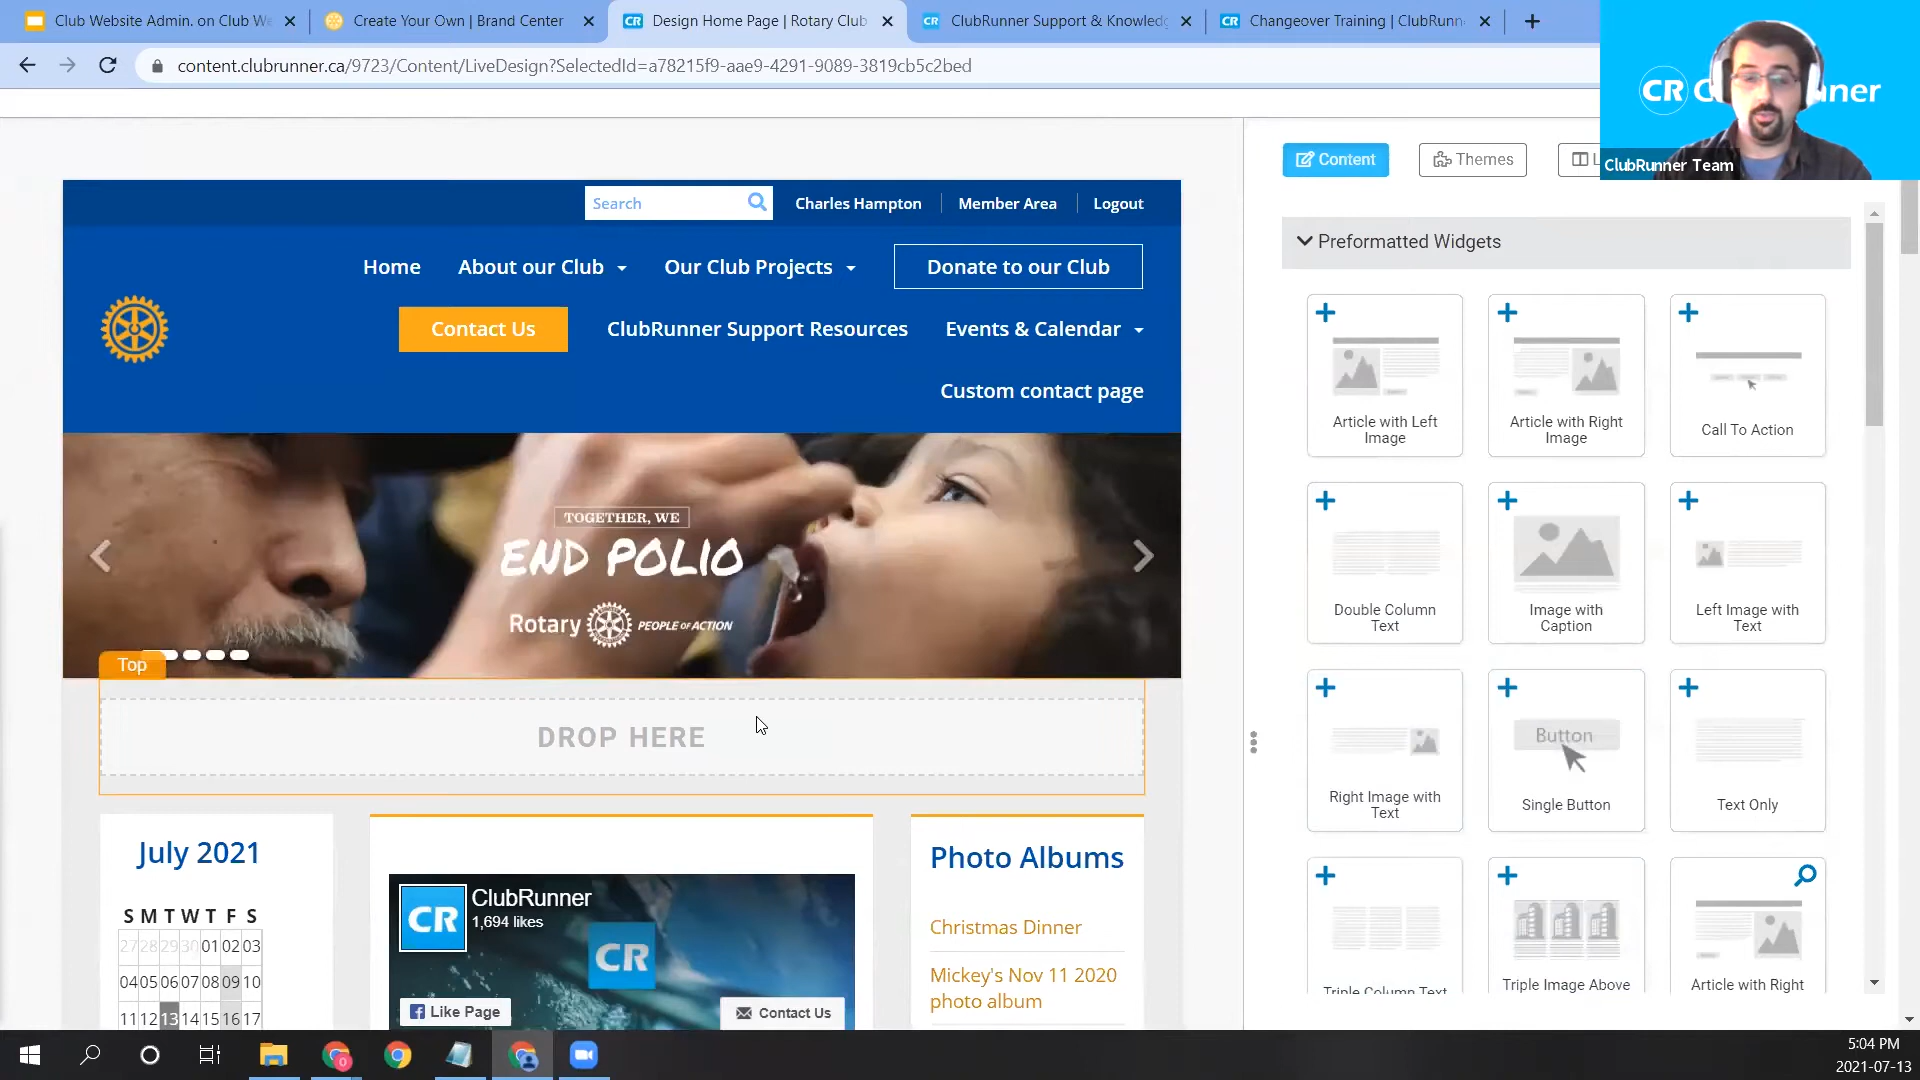 Club Website Admin. on Club We
Create Your Own | Brand Center
Design Home Page | Rotary Club
ClubRunner Support & Knowledg
Changeover Training | ClubRunn
content.clubrunner.ca/9723/Content/LiveDesign?SelectedId=a78215f9-aae9-4291-9089-3819cb5c2bed
CR C nner
ClubRunner Team
Content
Themes
L
Search
Charles Hampton
Member Area
Logout
Home
About our Club
Our Club Projects
Donate to our Club
Contact Us
ClubRunner Support Resources
Events & Calendar
Custom contact page
TOGETHER, WE
END POLIO
Rotary
PEOPLE OF ACTION
Top
DROP HERE
July 2021
S M T W T F S
27 28 29 30 01 02 03
04 05 06 07 08 09 10
11 12 13 14 15 16 17
CR
ClubRunner
1,694 likes
CR
Like Page
Contact Us
Photo Albums
Christmas Dinner
Mickey's Nov 11 2020
photo album
Preformatted Widgets
Article with Left
Image
Article with Right
Image
Call To Action
Double Column
Text
Image with
Caption
Left Image with
Text
Right Image with
Text
Button
Single Button
Text Only
Triple Column Text
Triple Image Above
Article with Right
5:04 PM
2021-07-13